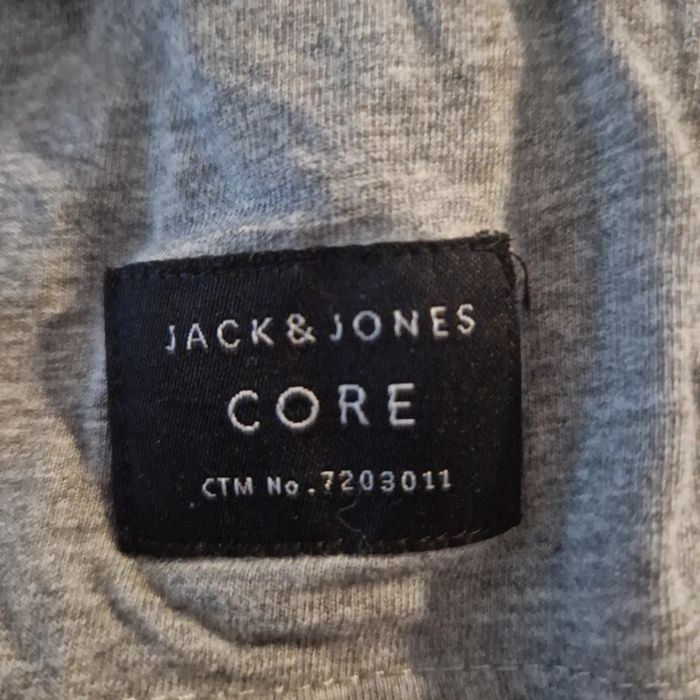 JACK & JONES
CORE
CTM No.7203011